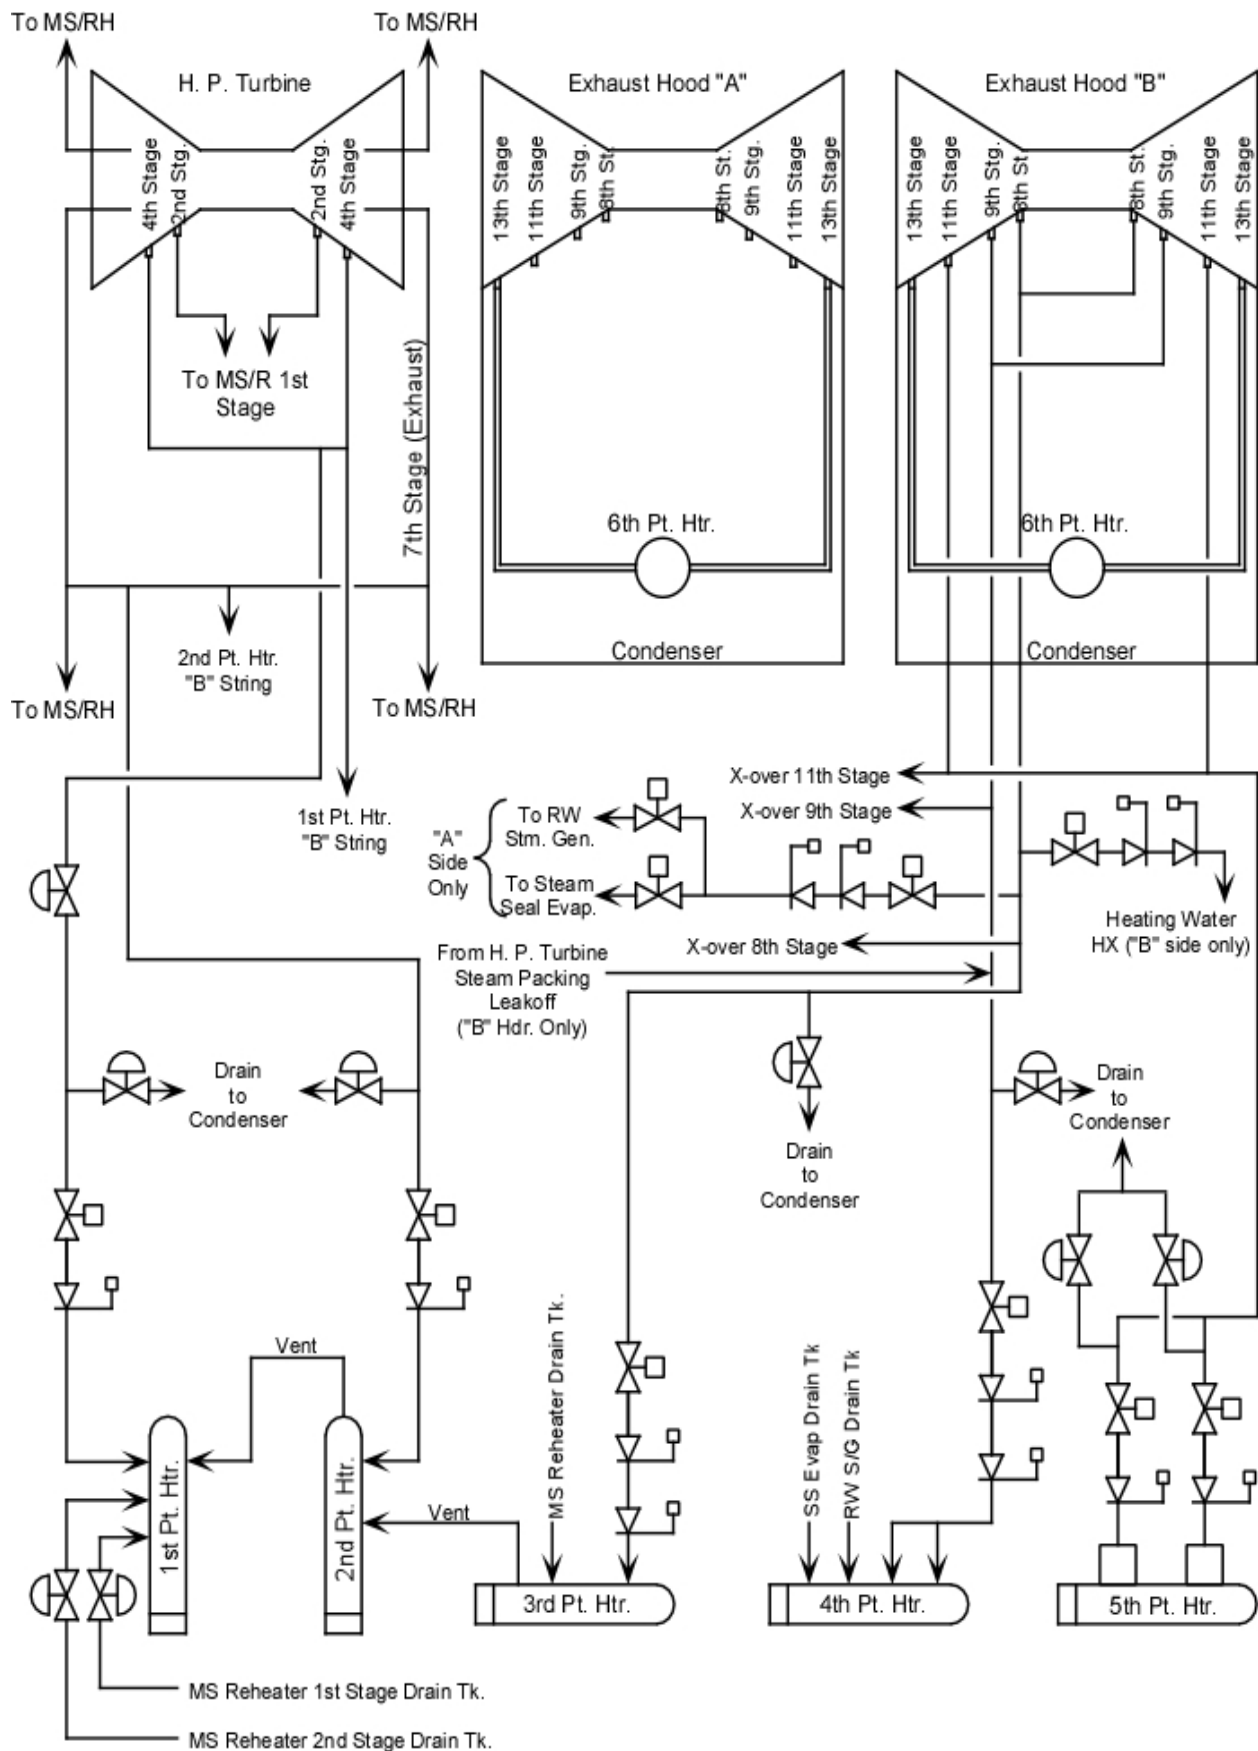 To MS/RH
To MS/RH
H. P. Turbine
Exhaust Hood "A"
Exhaust Hood "B"
4th Stage
2nd Stg.
2nd Stg.
4th Stage
13th Stage
11th Stage
9th Stg.
8th St.
8th St.
9th Stg.
11th Stage
13th Stage
13th Stage
11th Stage
9th Stg.
8th St
8th St.
9th Stg.
11th Stage
13th Stage
To MS/R 1st
Stage
7th Stage (Exhaust)
6th Pt. Htr.
6th Pt. Htr.
Condenser
Condenser
2nd Pt. Htr.
"B" String
To MS/RH
To MS/RH
1st Pt. Htr.
"B" String
X-over 11th Stage
X-over 9th Stage
"A"
Side
Only
To RW
Stm. Gen.
To Steam
Seal Evap.
Heating Water
HX ("B" side only)
X-over 8th Stage
From H. P. Turbine
Steam Packing
Leakoff
("B" Hdr. Only)
Drain
to
Condenser
Drain
to
Condenser
Drain
to
Condenser
Vent
MS Reheater Drain Tk.
SS Evap Drain Tk
RW S/G Drain Tk
1st Pt. Htr.
2nd Pt. Htr.
Vent
3rd Pt. Htr.
4th Pt. Htr.
5th Pt. Htr.
MS Reheater 1st Stage Drain Tk.
MS Reheater 2nd Stage Drain Tk.